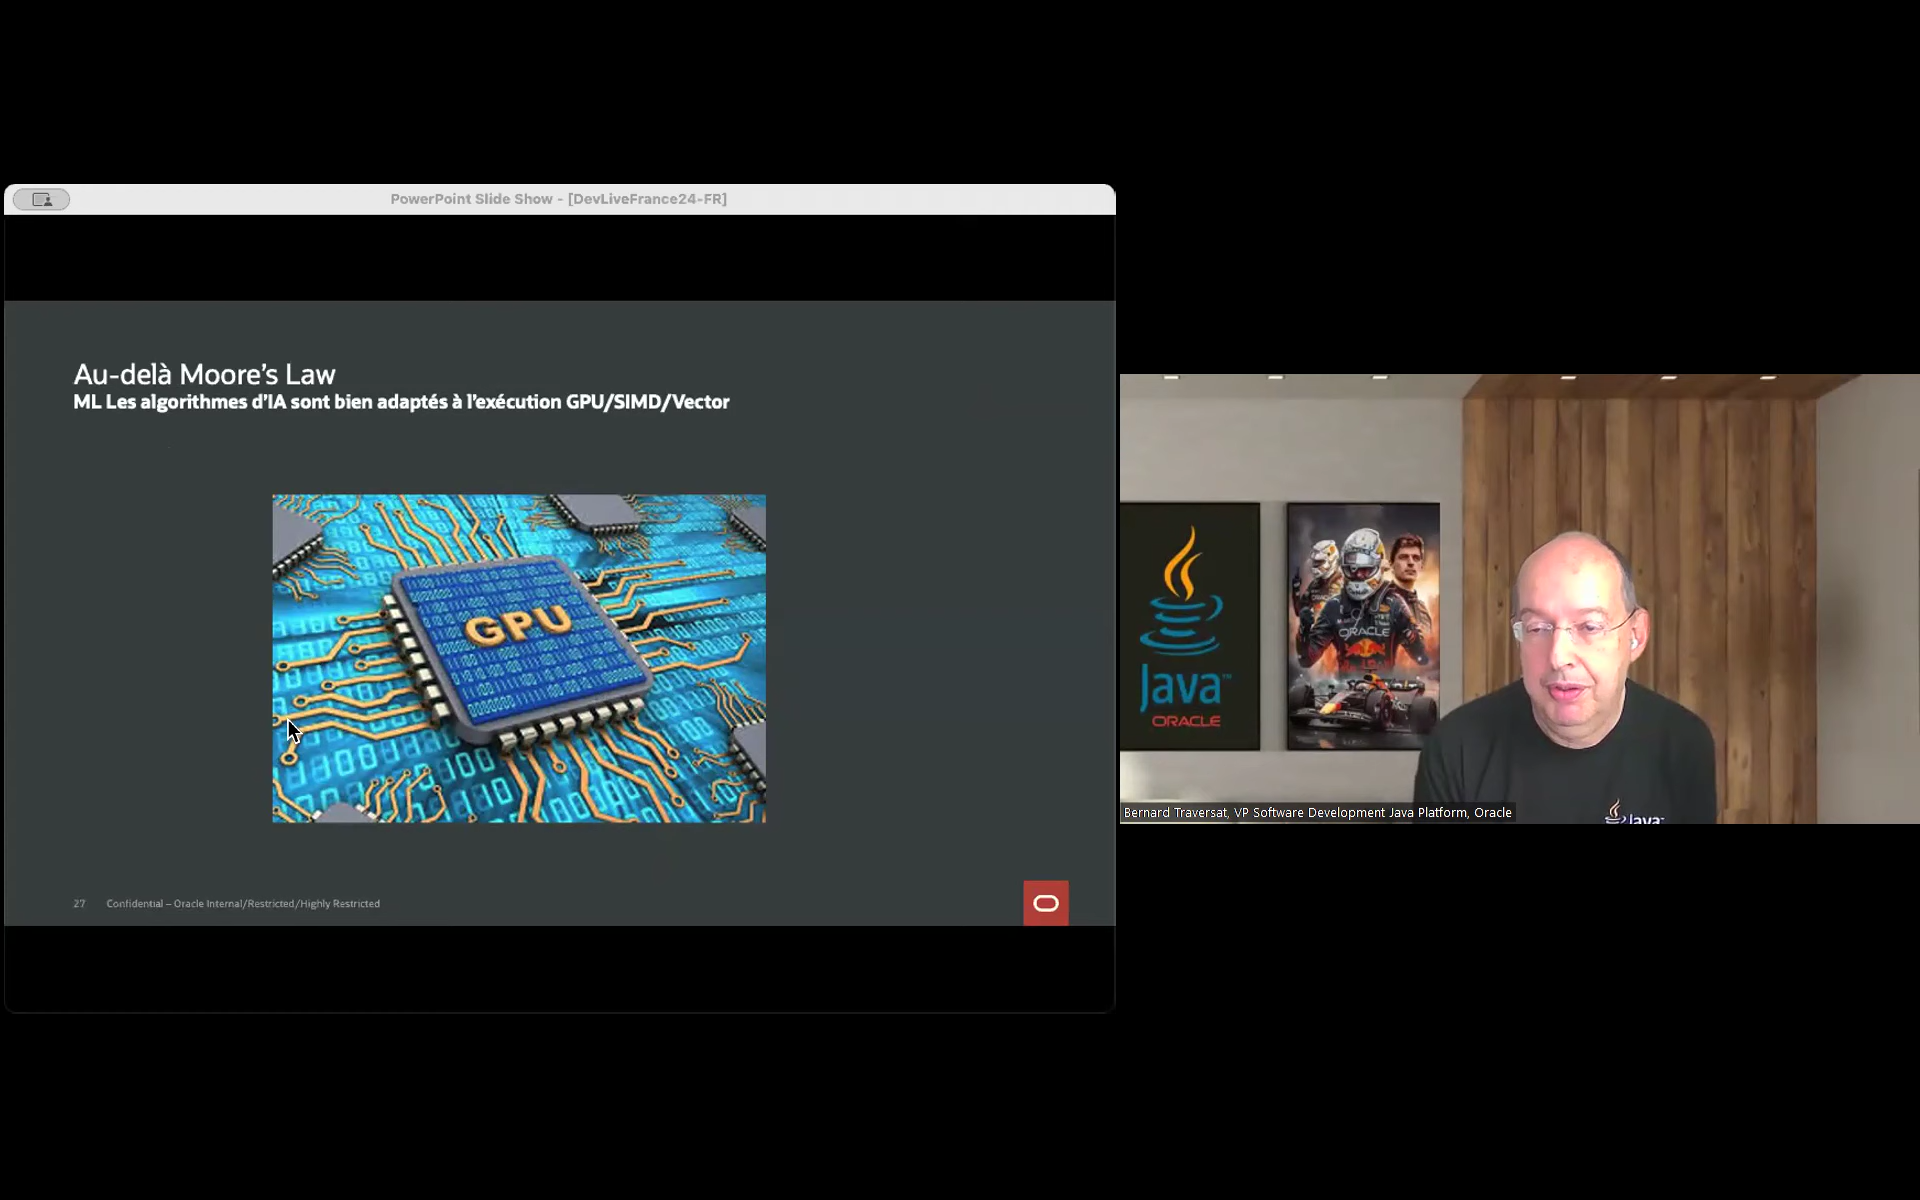 PowerPoint Slide Show - [DevLiveFrance24-FR]
Au-delà Moore's Law
ML Les algorithmes d'IA sont bien adaptés à l'exécution GPU/SIMD/Vector
GPU
27 Confidential – Oracle Internal/Restricted/Highly Restricted
Java™
ORACLE
ORACLE
Java
Bernard Traversat, VP Software Development Java Platform, Oracle